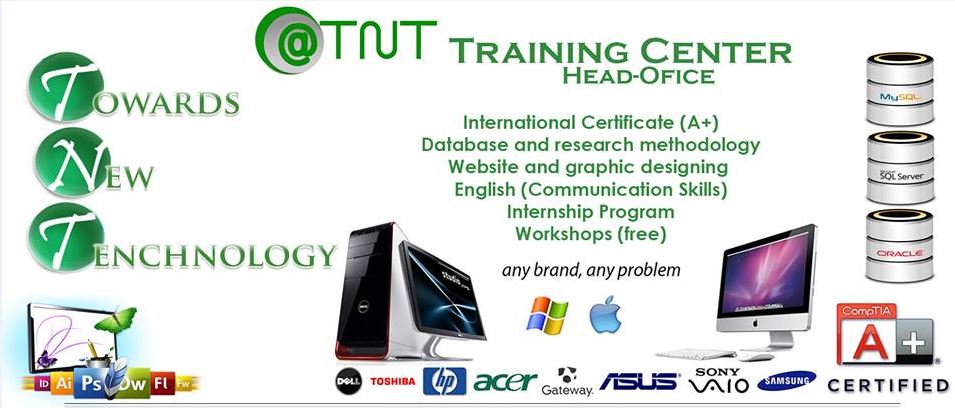 @TNT TRAINING CENTER
HEAD-OFICE
TOWARDS
NEW
TENCHNOLOGY
International Certificate (A+)
Database and research methodology
Website and graphic designing
English (Communication Skills)
Internship Program
Workshops (free)
any brand, any problem
MySQL
SQL Server
ORACLE
ID Ai Ps Dw Fl Fw
DELL TOSHIBA hp acer Gateway ASUS SONY VAIO SAMSUNG
CompTIA
A+
CERTIFIED